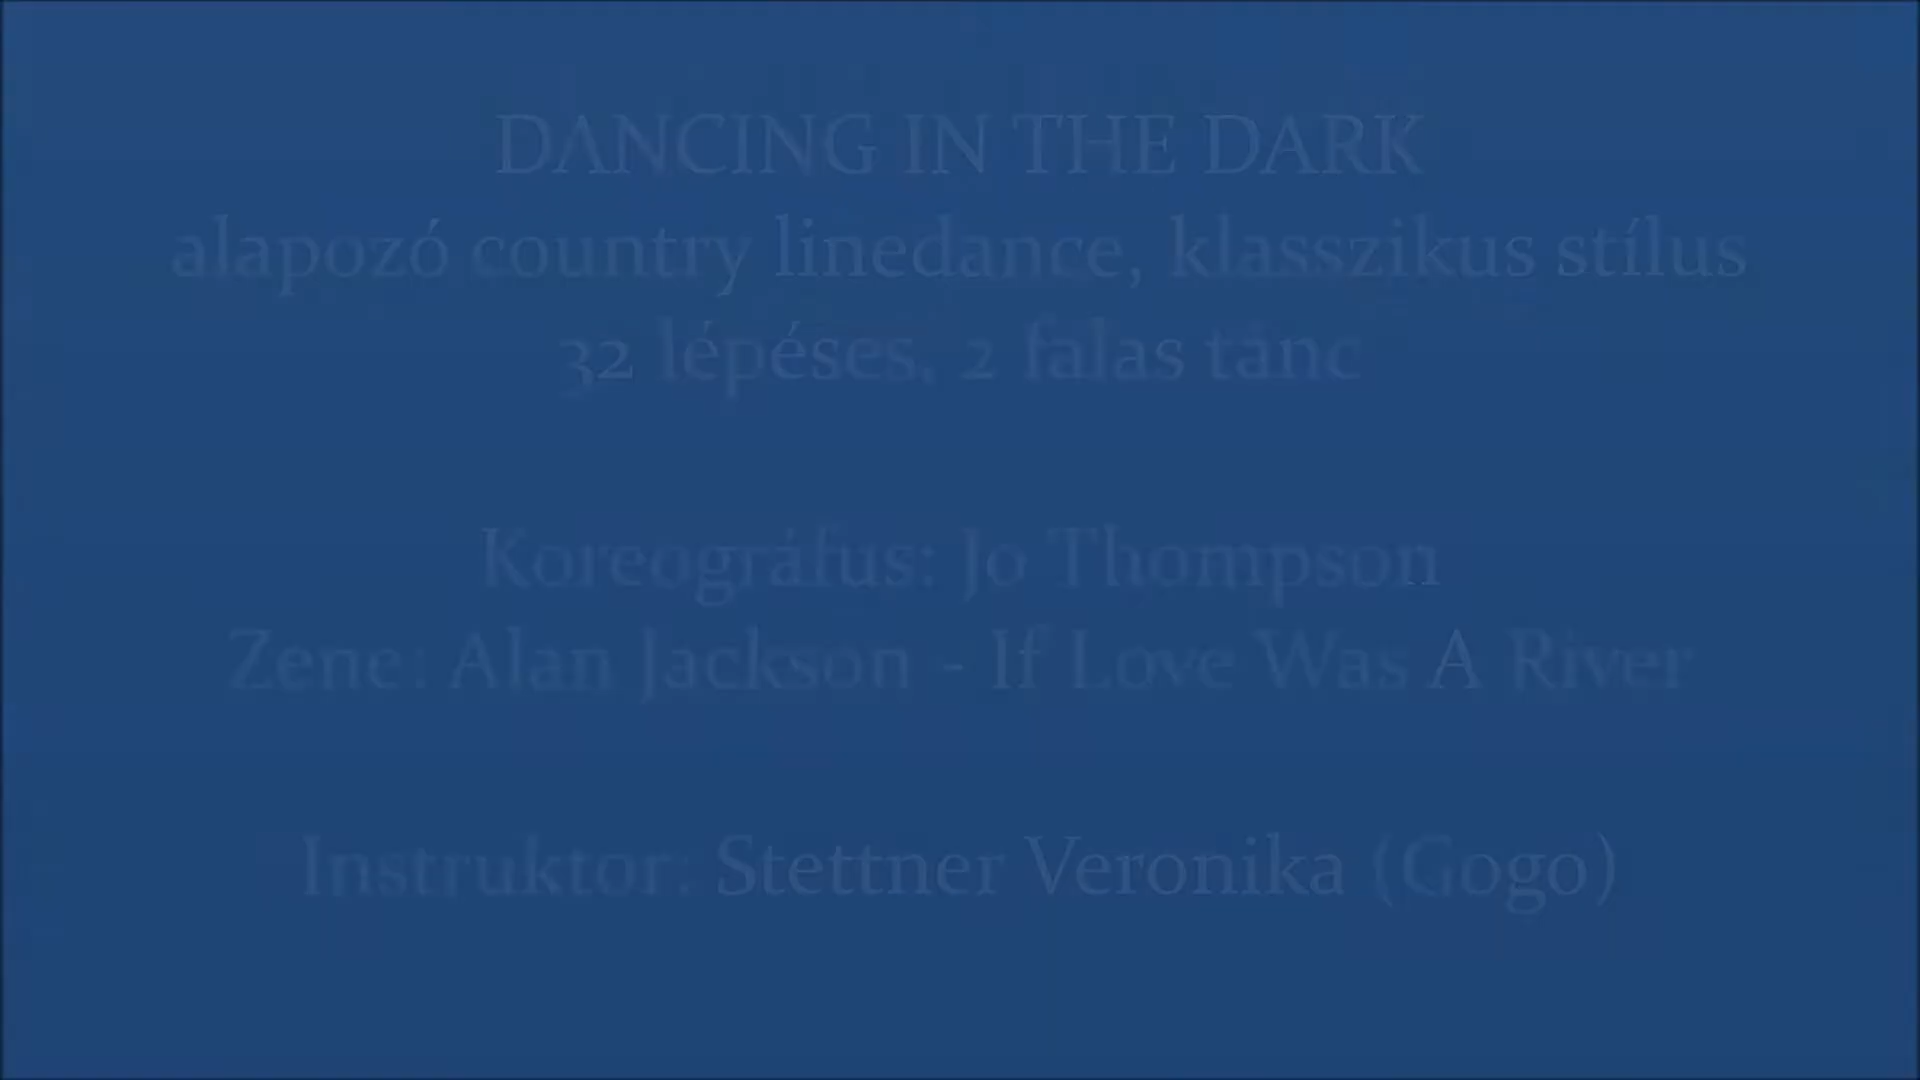 DANCING IN THE DARK
alapozó country linedance, klasszikus stílus
32 lépéses, 2 falas tánc
Koreográfus: Jo Thompson
Zene: Alan Jackson - If Love Was A River
Instruktor: Stettner Veronika (Gogo)